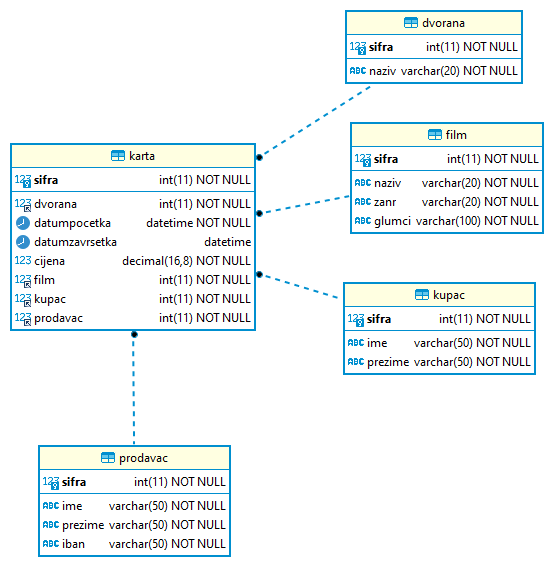 dvorana
123 sifra int(11) NOT NULL
ABC naziv varchar(20) NOT NULL
film
123 sifra int(11) NOT NULL
ABC naziv varchar(20) NOT NULL
ABC zanr varchar(20) NOT NULL
ABC glumci varchar(100) NOT NULL
karta
123 sifra int(11) NOT NULL
123 dvorana int(11) NOT NULL
datumpocetka datetime NOT NULL
datumzavrsetka datetime
123 cijena decimal(16,8) NOT NULL
123 film int(11) NOT NULL
123 kupac int(11) NOT NULL
123 prodavac int(11) NOT NULL
kupac
123 sifra int(11) NOT NULL
ABC ime varchar(50) NOT NULL
ABC prezime varchar(50) NOT NULL
prodavac
123 sifra int(11) NOT NULL
ABC ime varchar(50) NOT NULL
ABC prezime varchar(50) NOT NULL
ABC iban varchar(50) NOT NULL